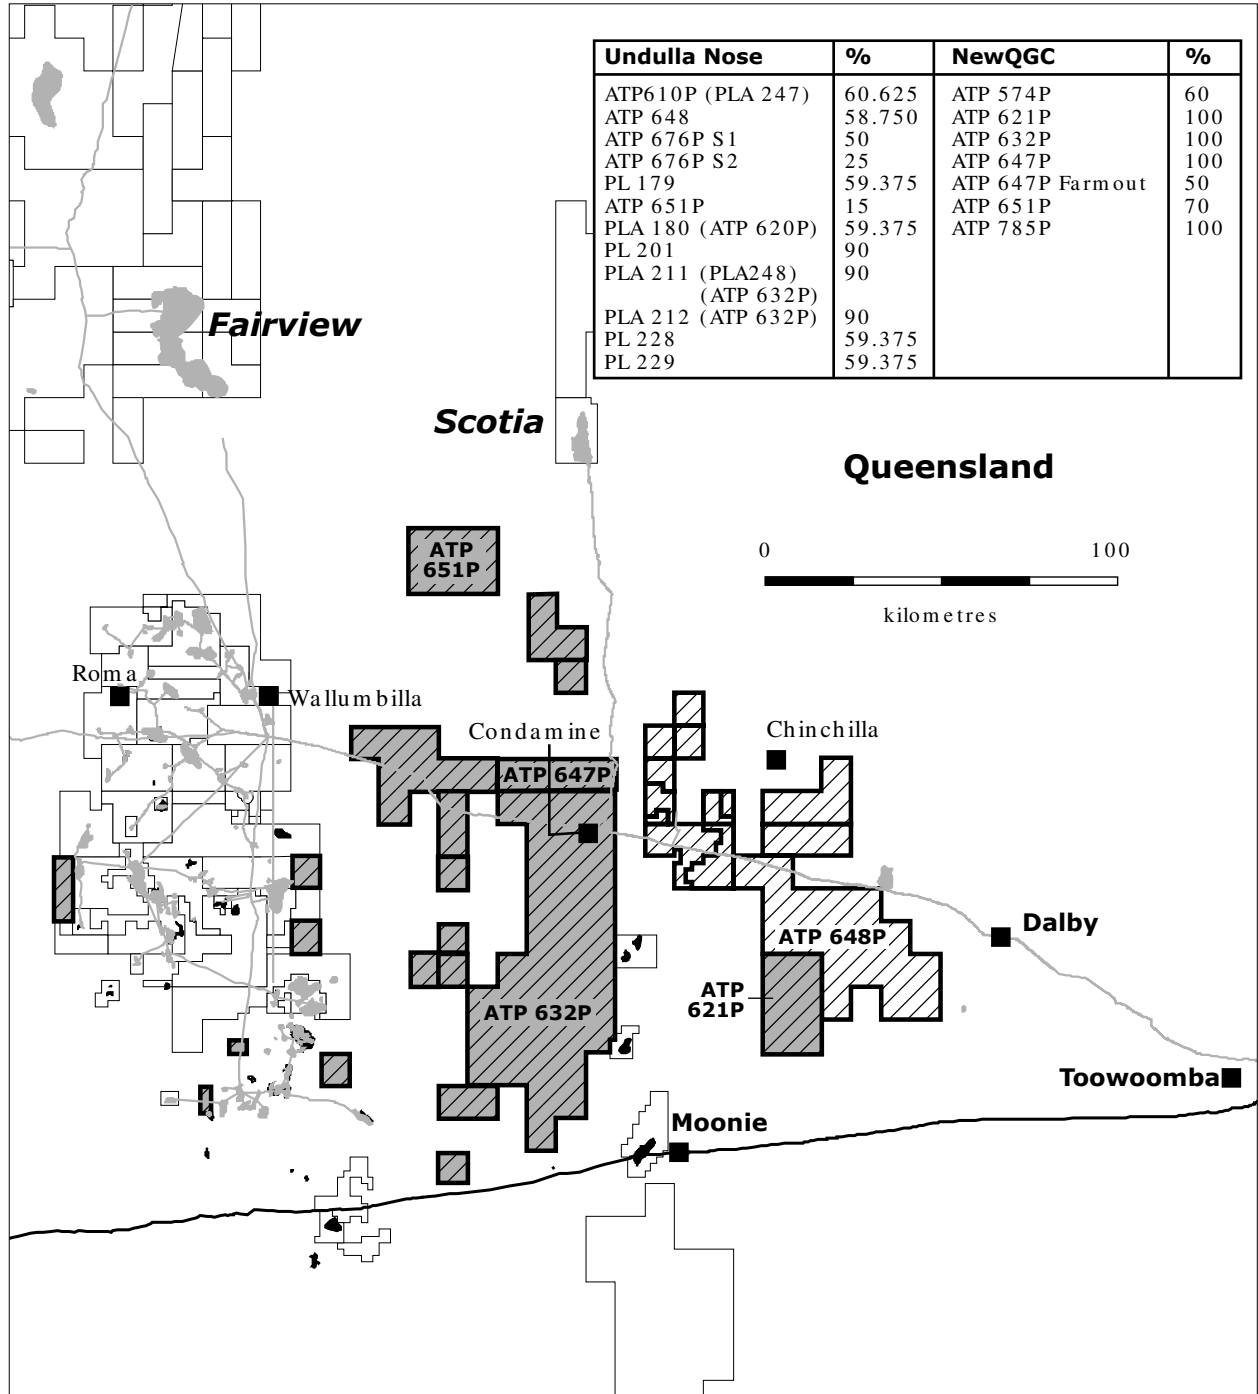 Undulla Nose % NewQGC %
ATP610P (PLA 247) 60.625 ATP 574P 60
ATP 648 58.750 ATP 621P 100
ATP 676P S1 50 ATP 632P 100
ATP 676P S2 25 ATP 647P 100
PL 179 59.375 ATP 647P Farmout 50
ATP 651P 15 ATP 651P 70
PLA 180 (ATP 620P) 59.375 ATP 785P 100
PL 201 90
PLA 211 (PLA248) 90
(ATP 632P)
PLA 212 (ATP 632P) 90
PL 228 59.375
PL 229 59.375
Fairview
Scotia
Queensland
0 100
kilometres
ATP
651P
Roma
Wallumbilla
Condamine
Chinchilla
ATP 647P
Dalby
ATP 648P
ATP
621P
ATP 632P
Toowoomba
Moonie